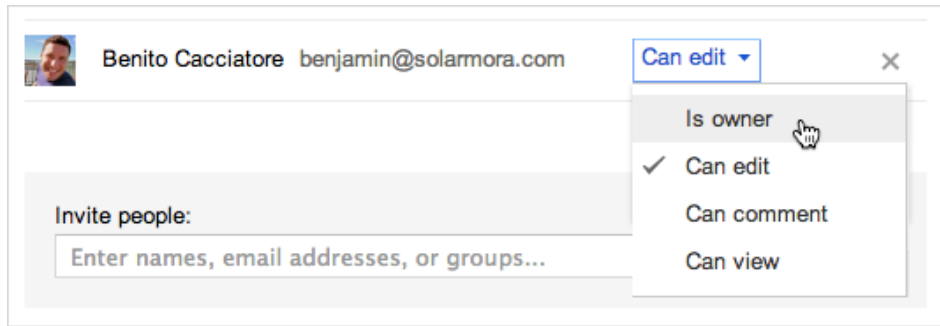 Benito Cacciatore benjamin@solarmora.com Can edit
Is owner
Can edit
Can comment
Can view
Invite people:
Enter names, email addresses, or groups...